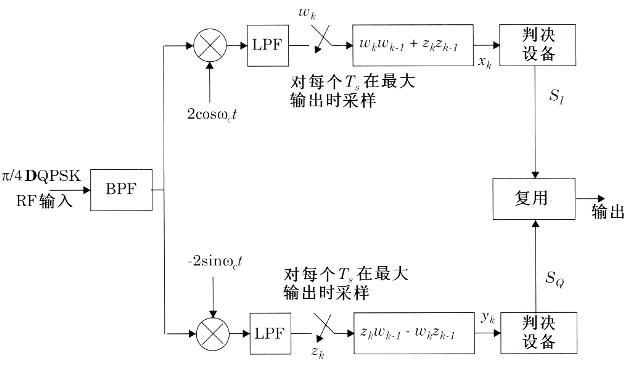 w_k
判决
设备
LPF
w_k w_{k-1} + z_k z_{k-1}
x_k
对每个 T_s 在最大
输出时采样
2cosω_c t
S_I
π/4 DQPSK
RF输入
BPF
复用
输出
-2sinω_c t
对每个 T_s 在最大
输出时采样
S_Q
LPF
z_k
z_k w_{k-1} - w_k z_{k-1}
y_k
判决
设备